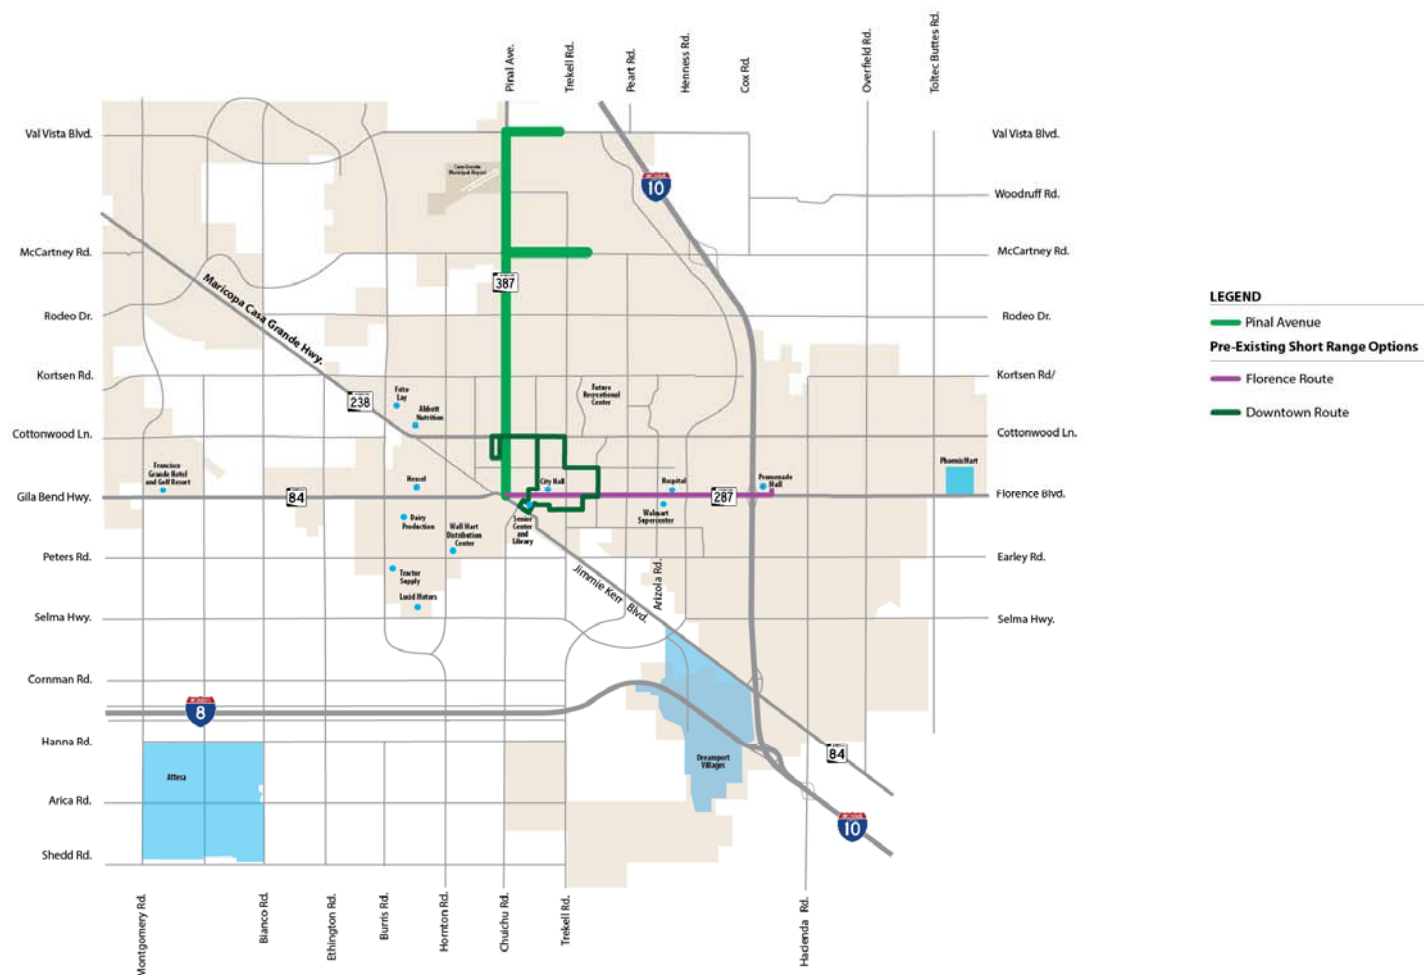 Pinal Ave.
Trekell Rd.
Peart Rd.
Henness Rd.
Cox Rd.
Overfield Rd.
Toltec Buttes Rd.
Val Vista Blvd.
Val Vista Blvd.
Casa Grande
Municipal Airport
10
Woodruff Rd.
McCartney Rd.
McCartney Rd.
387
Maricopa Casa Grande Hwy.
Rodeo Dr.
Rodeo Dr.
LEGEND
Pinal Avenue
Pre-Existing Short Range Options
Florence Route
Downtown Route
Kortsen Rd.
Kortsen Rd/
238
Frito
Lay
Abbott
Nutrition
Future
Recreational
Center
Cottonwood Ln.
Cottonwood Ln.
Francisco
Grande Hotel
and Golf Resort
Hexcel
City Hall
Hospital
Promenade
Mall
PhoenixMart
Gila Bend Hwy.
84
287
Florence Blvd.
Dairy
Production
Wall Mart
Distribution
Center
Senior
Center
and
Library
Walmart
Supercenter
Peters Rd.
Earley Rd.
Tractor
Supply
Lucid Motors
Jimmie Kerr Blvd.
Arizola Rd.
Selma Hwy.
Selma Hwy.
Cornman Rd.
8
Hanna Rd.
84
Attesa
Dreamport
Villages
Arica Rd.
10
Shedd Rd.
Montgomery Rd.
Bianco Rd.
Ethington Rd.
Burris Rd.
Hornton Rd.
Chuichu Rd.
Trekell Rd.
Hacienda Rd.